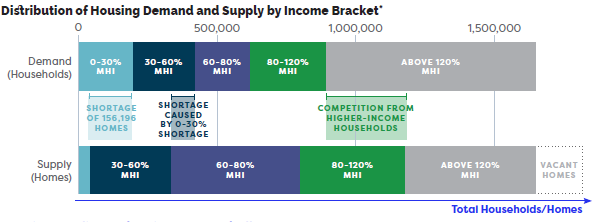 Distribution of Housing Demand and Supply by Income Bracket*
0
500,000
1,000,000
1,500,000
Demand
(Households)
0-30%
MHI
30-60%
MHI
60-80%
MHI
80-120%
MHI
ABOVE 120%
MHI
SHORTAGE
OF 156,196
HOMES
SHORTAGE
CAUSED
BY 0-30%
SHORTAGE
COMPETITION FROM
HIGHER-INCOME
HOUSEHOLDS
Supply
(Homes)
30-60%
MHI
60-80%
MHI
80-120%
MHI
ABOVE 120%
MHI
VACANT
HOMES
Total Households/Homes